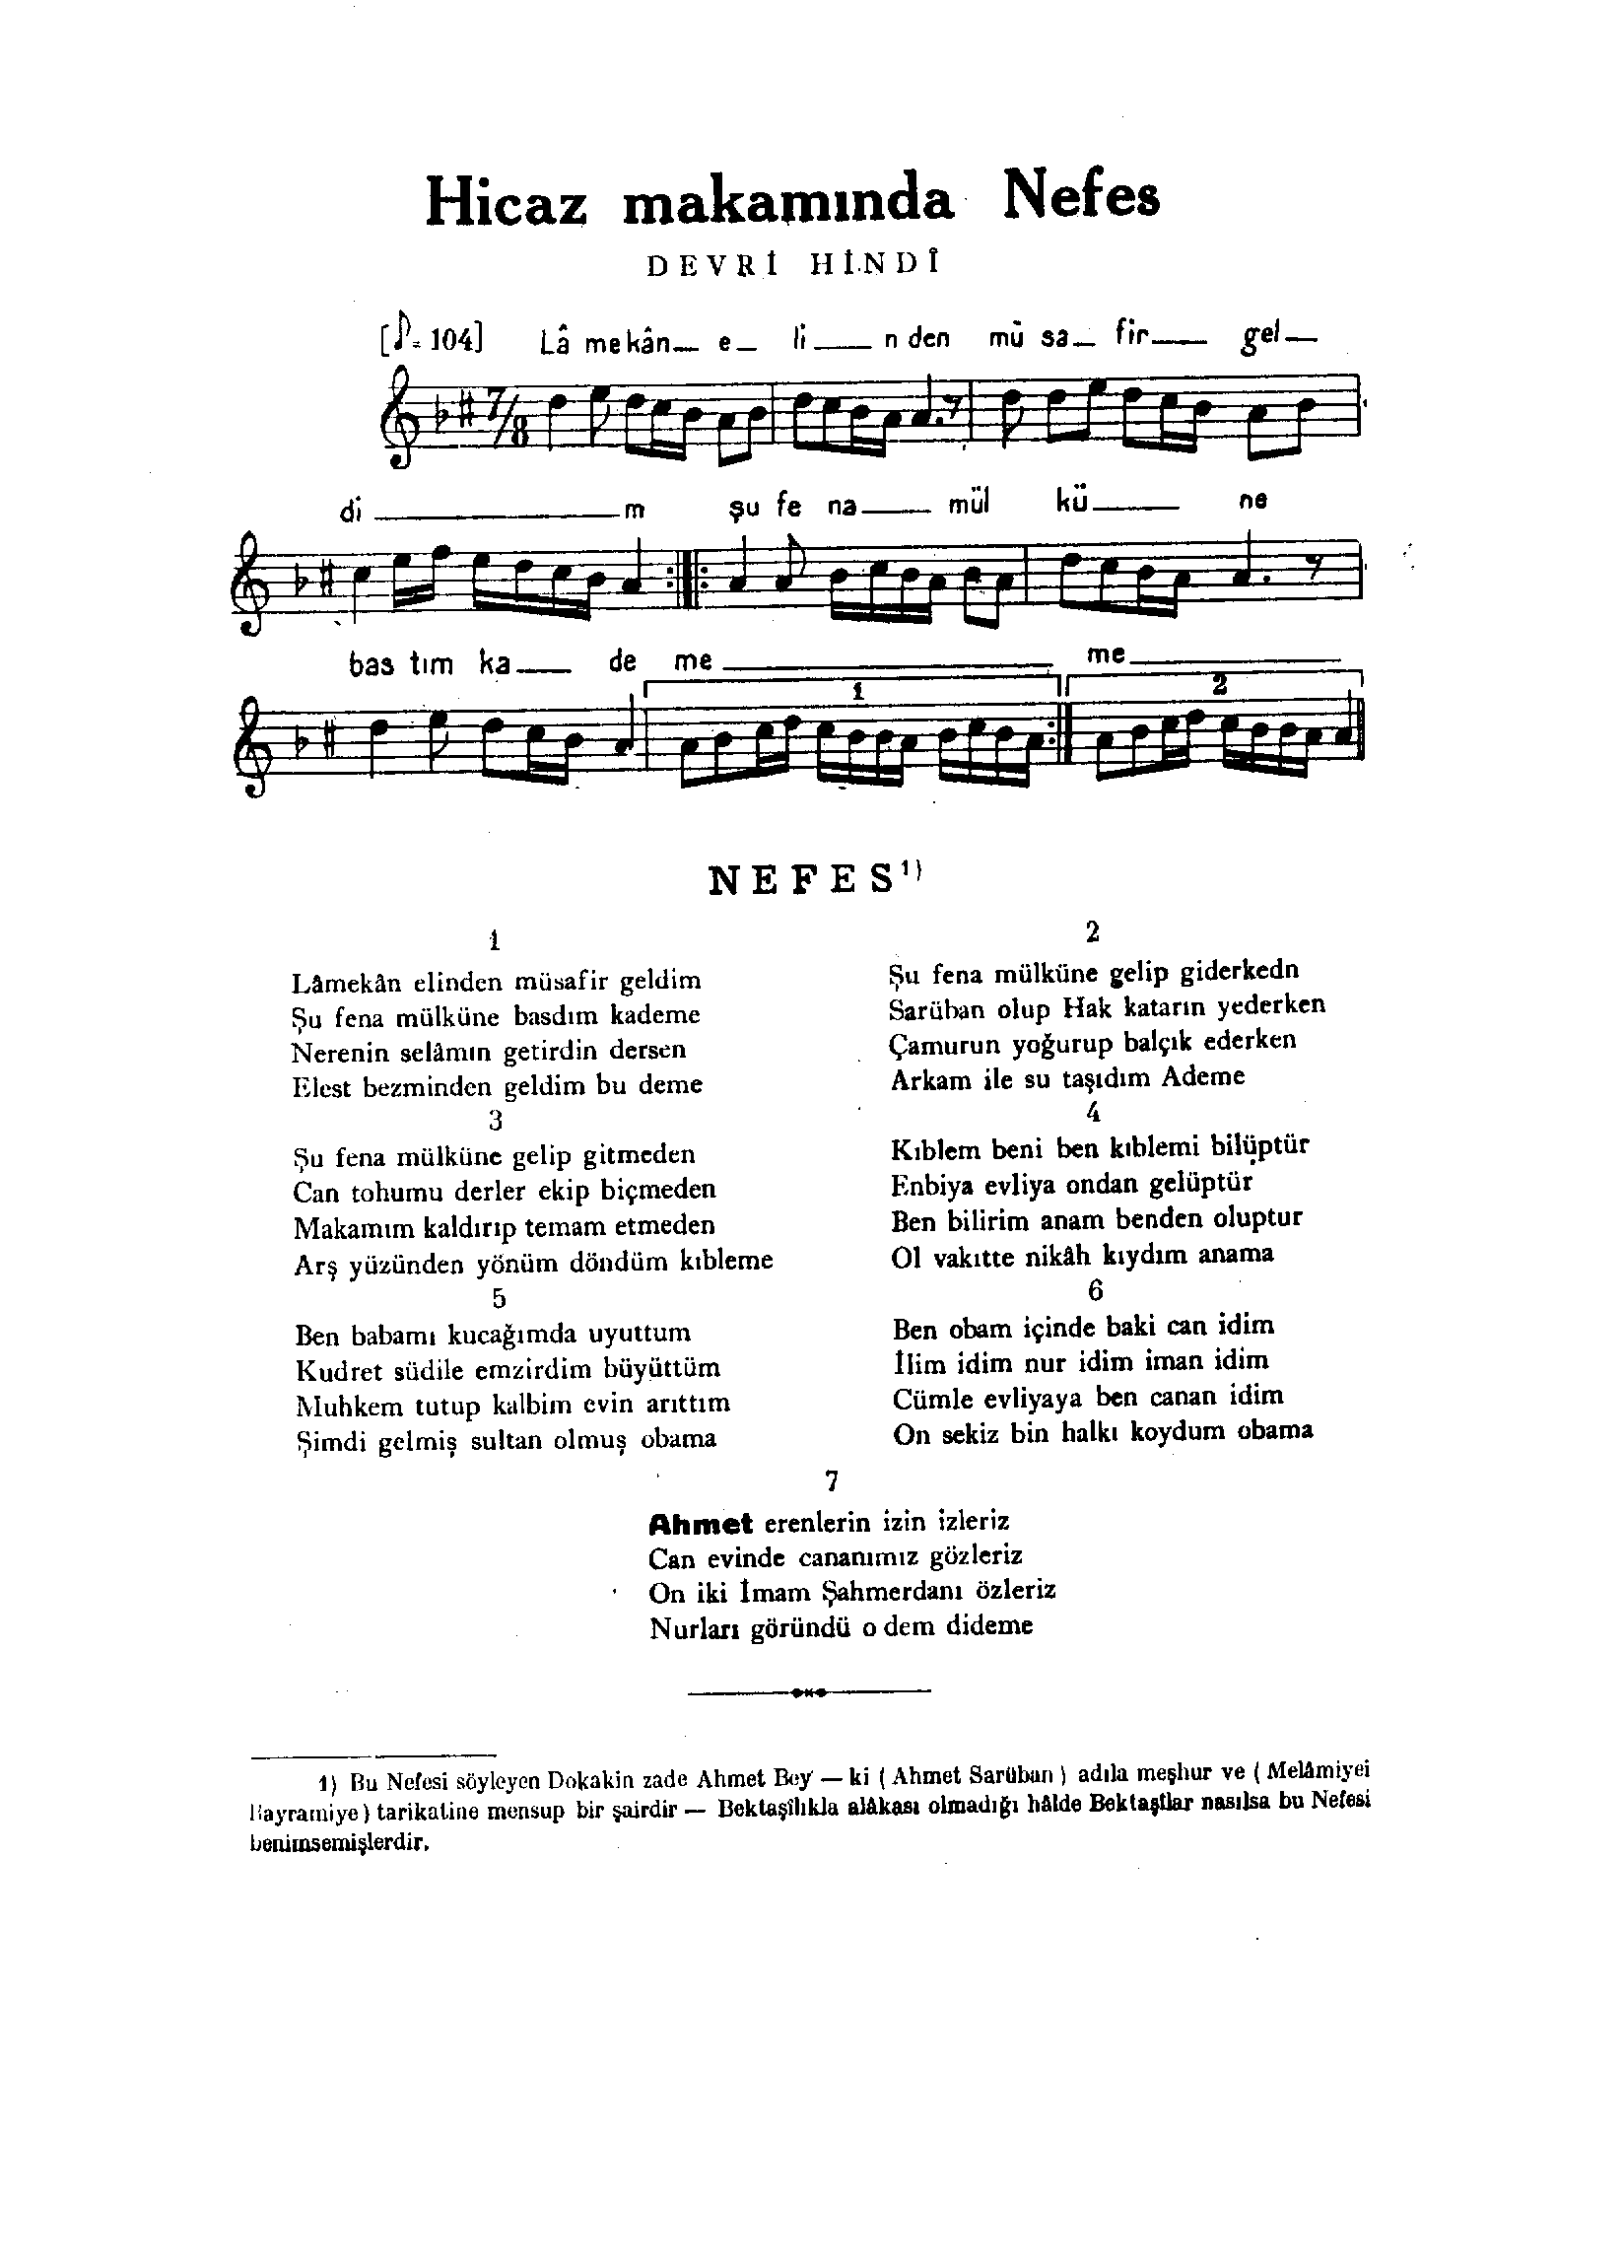 Hicaz makamında Nefes
DEVRİ HİNDÎ
[♪= 104] Lâ mekân— e— li — n den mü sa— fir— gel—
7/8
di — m şu fe na— mül kü— ne
bas tım ka— de me — me —
1 2
NEFES¹⁾
1
Lâmekân elinden müsafir geldim
Şu fena mülküne basdım kademe
Nerenin selâmın getirdin dersen
Elest bezminden geldim bu deme
2
Şu fena mülküne gelip giderkedn
Sarüban olup Hak katarın yederken
Çamurun yoğurup balçık ederken
Arkam ile su taşıdım Ademe
3
Şu fena mülküne gelip gitmeden
Can tohumu derler ekip biçmeden
Makamım kaldırıp temam etmeden
Arş yüzünden yönüm döndüm kıbleme
4
Kıblem beni ben kıblemi bilüptür
Enbiya evliya ondan gelüptür
Ben bilirim anam benden oluptur
Ol vakıtte nikâh kıydım anama
5
Ben babamı kucağımda uyuttum
Kudret südile emzirdim büyüttüm
Muhkem tutup kalbim evin arıttım
Şimdi gelmiş sultan olmuş obama
6
Ben obam içinde baki can idim
İlim idim nur idim iman idim
Cümle evliyaya ben canan idim
On sekiz bin halkı koydum obama
7
Ahmet erenlerin izin izleriz
Can evinde cananımız gözleriz
On iki İmam Şahmerdanı özleriz
Nurları göründü o dem dideme
1) Bu Nefesi söyleyen Dokakin zade Ahmet Bey — ki ( Ahmet Sarüban ) adıla meşhur ve ( Melâmiyei
Bayramiye ) tarikatine mensup bir şairdir — Bektaşîlıkla alâkası olmadığı hâlde Bektaşîlar nasılsa bu Nefesi
benimsemişlerdir.